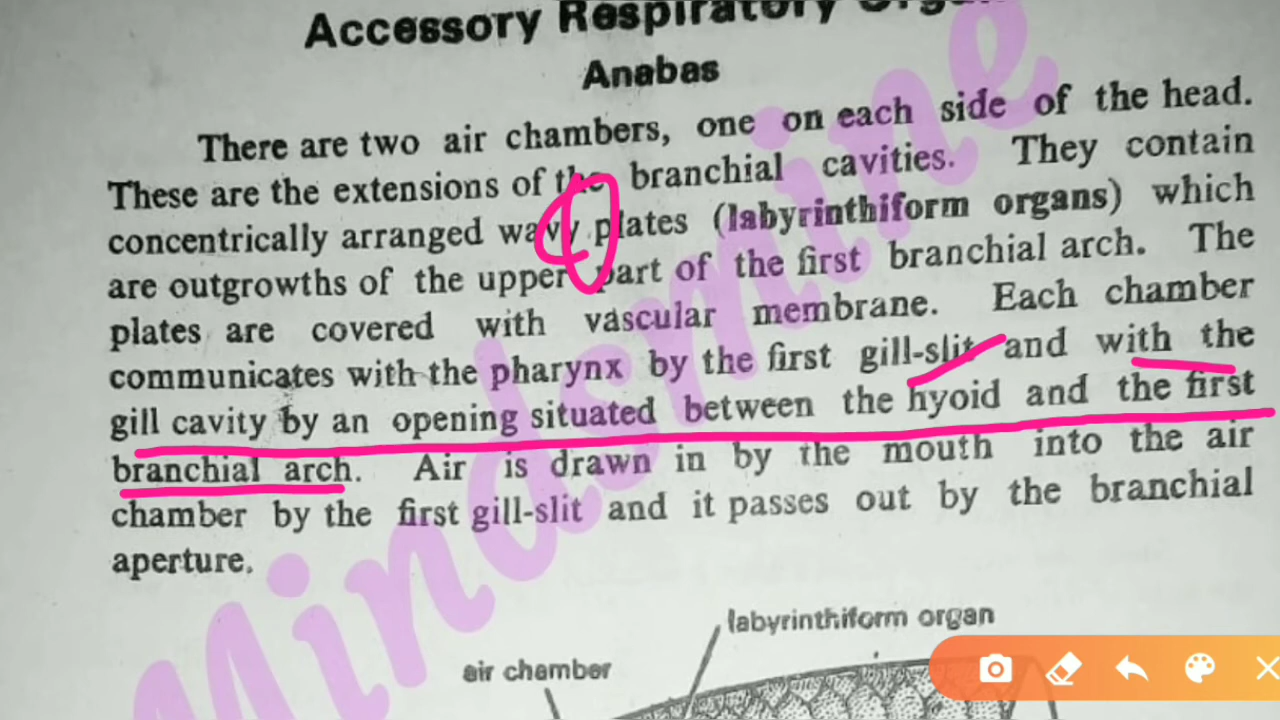 Accessory Respiratory
Anabas
There are two air chambers, one on each side of the head.
These are the extensions of the branchial cavities. They contain
concentrically arranged wavy plates (labyrinthiform organs) which
are outgrowths of the upper part of the first branchial arch. The
plates are covered with vascular membrane. Each chamber
communicates with the pharynx by the first gill-slit and with the
gill cavity by an opening situated between the hyoid and the first
branchial arch. Air is drawn in by the mouth into the air
chamber by the first gill-slit and it passes out by the branchial
aperture.
labyrinthiform organ
air chamber
Mindsmine